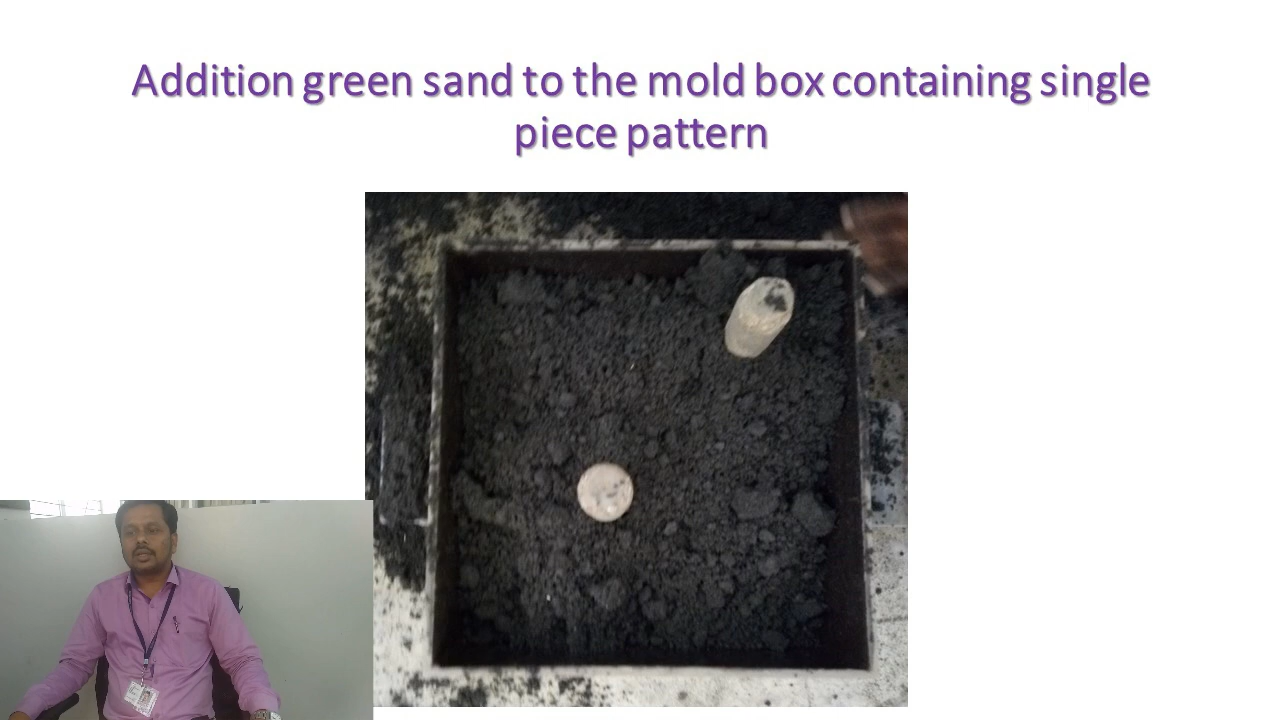 Addition green sand to the mold box containing single
piece pattern